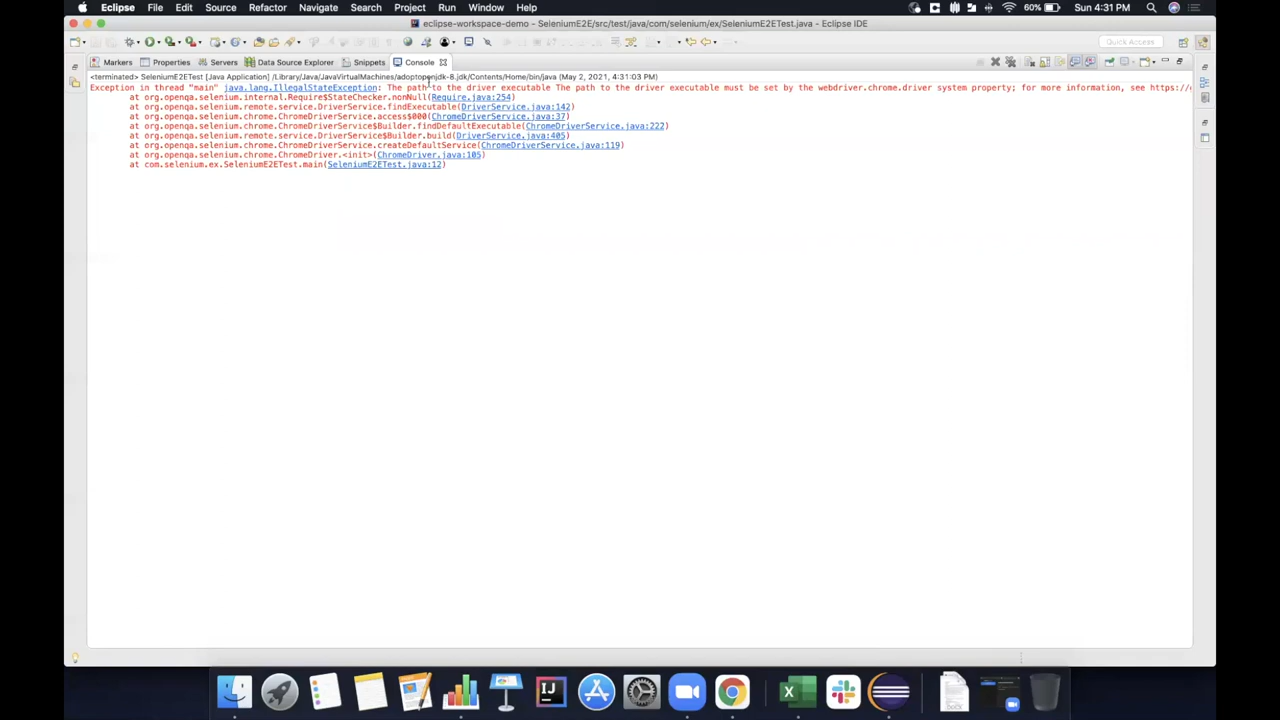 Eclipse File Edit Source Refactor Navigate Search Project Run Window Help 60% Sun 4:31 PM
eclipse-workspace-demo - SeleniumE2E/src/test/java/com/selenium/ex/SeleniumE2ETest.java - Eclipse IDE
Quick Access
Markers Properties Servers Data Source Explorer Snippets Console
<terminated> SeleniumE2ETest [Java Application] /Library/Java/JavaVirtualMachines/adoptopenjdk-8.jdk/Contents/Home/bin/java (May 2, 2021, 4:31:03 PM)
Exception in thread "main" java.lang.IllegalStateException: The path to the driver executable The path to the driver executable must be set by the webdriver.chrome.driver system property; for more information, see https://
at org.openqa.selenium.internal.Require$StateChecker.nonNull(Require.java:254)
at org.openqa.selenium.remote.service.DriverService.findExecutable(DriverService.java:142)
at org.openqa.selenium.chrome.ChromeDriverService.access$000(ChromeDriverService.java:37)
at org.openqa.selenium.chrome.ChromeDriverService$Builder.findDefaultExecutable(ChromeDriverService.java:222)
at org.openqa.selenium.remote.service.DriverService$Builder.build(DriverService.java:405)
at org.openqa.selenium.chrome.ChromeDriverService.createDefaultService(ChromeDriverService.java:119)
at org.openqa.selenium.chrome.ChromeDriver.<init>(ChromeDriver.java:105)
at com.selenium.ex.SeleniumE2ETest.main(SeleniumE2ETest.java:12)
IJ
DOCX